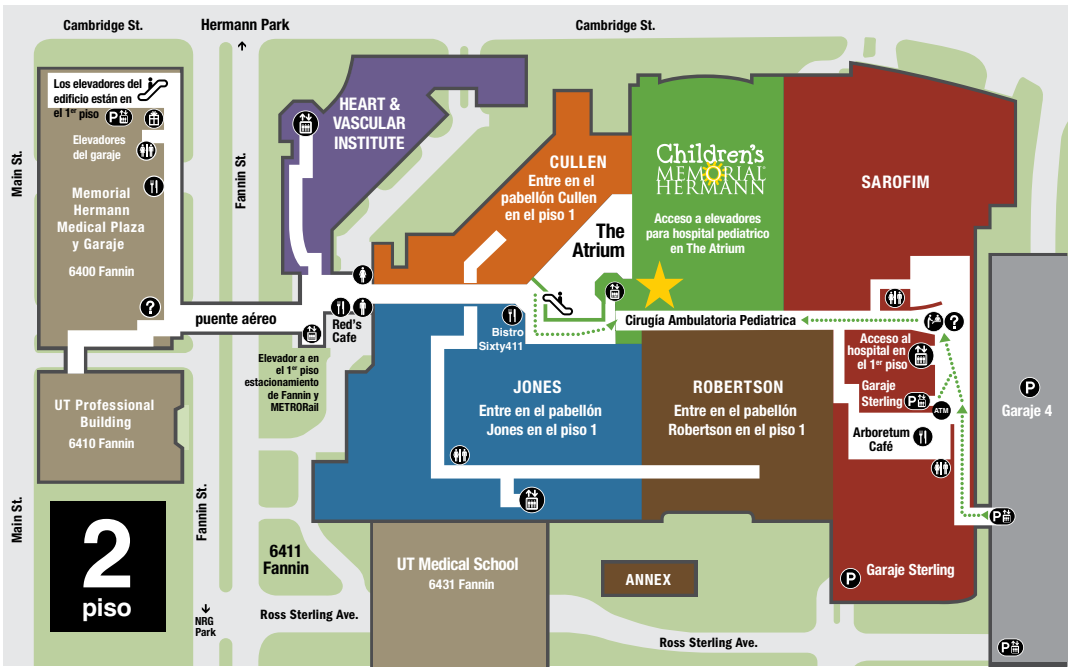 Cambridge St.
Hermann Park
Cambridge St.
Main St.
Los elevadores del
edificio están en
el 1er piso
P
Elevadores
del garaje
Memorial
Hermann
Medical Plaza
y Garaje
6400 Fannin
?
Fannin St.
HEART &
VASCULAR
INSTITUTE
CULLEN
Entre en el
pabellón Cullen
en el piso 1
The
Atrium
Children's
MEMORIAL
HERMANN
Acceso a elevadores
para hospital pediatrico
en The Atrium
SAROFIM
puente aéreo
Red's
Cafe
Elevador a en
el 1er piso
estacionamiento
de Fannin y
METRORail
Bistro
Sixty411
Cirugía Ambulatoria Pediatrica
?
Acceso al
hospital en
el 1er piso
Garaje
Sterling
P
ATM
Arboretum
Café
P
Garaje 4
UT Professional
Building
6410 Fannin
JONES
Entre en el pabellón
Jones en el piso 1
ROBERTSON
Entre en el pabellón
Robertson en el piso 1
P
Main St.
Fannin St.
2
piso
6411
Fannin
UT Medical School
6431 Fannin
ANNEX
P
Garaje Sterling
NRG
Park
Ross Sterling Ave.
Ross Sterling Ave.
P